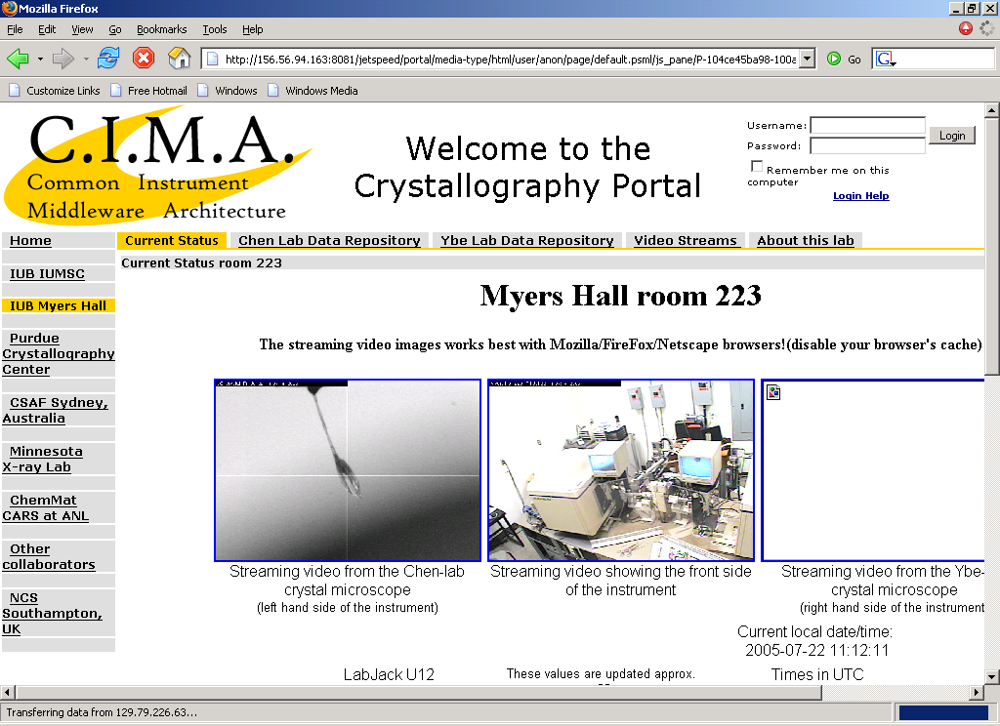 Mozilla Firefox
File Edit View Go Bookmarks Tools Help
http://156.56.94.163:8081/jetspeed/portal/media-type/html/user/anon/page/default.psml/js_pane/P-104ce45ba98-100a
Go
G
Customize Links Free Hotmail Windows Windows Media
C.I.M.A.
Common Instrument
Middleware Architecture
Welcome to the
Crystallography Portal
Username:
Password:
Login
Remember me on this
computer
Login Help
Home
IUB IUMSC
IUB Myers Hall
Purdue
Crystallography
Center
CSAF Sydney,
Australia
Minnesota
X-ray Lab
ChemMat
CARS at ANL
Other
collaborators
NCS
Southampton,
UK
Current Status Chen Lab Data Repository Ybe Lab Data Repository Video Streams About this lab
Current Status room 223
Myers Hall room 223
The streaming video images works best with Mozilla/FireFox/Netscape browsers!(disable your browser's cache)
Streaming video from the Chen-lab
crystal microscope
(left hand side of the instrument)
Streaming video showing the front side
of the instrument
Streaming video from the Ybe-
crystal microscope
(right hand side of the instrument
Current local date/time:
2005-07-22 11:12:11
LabJack U12
These values are updated approx.
Times in UTC
Transferring data from 129.79.226.63...